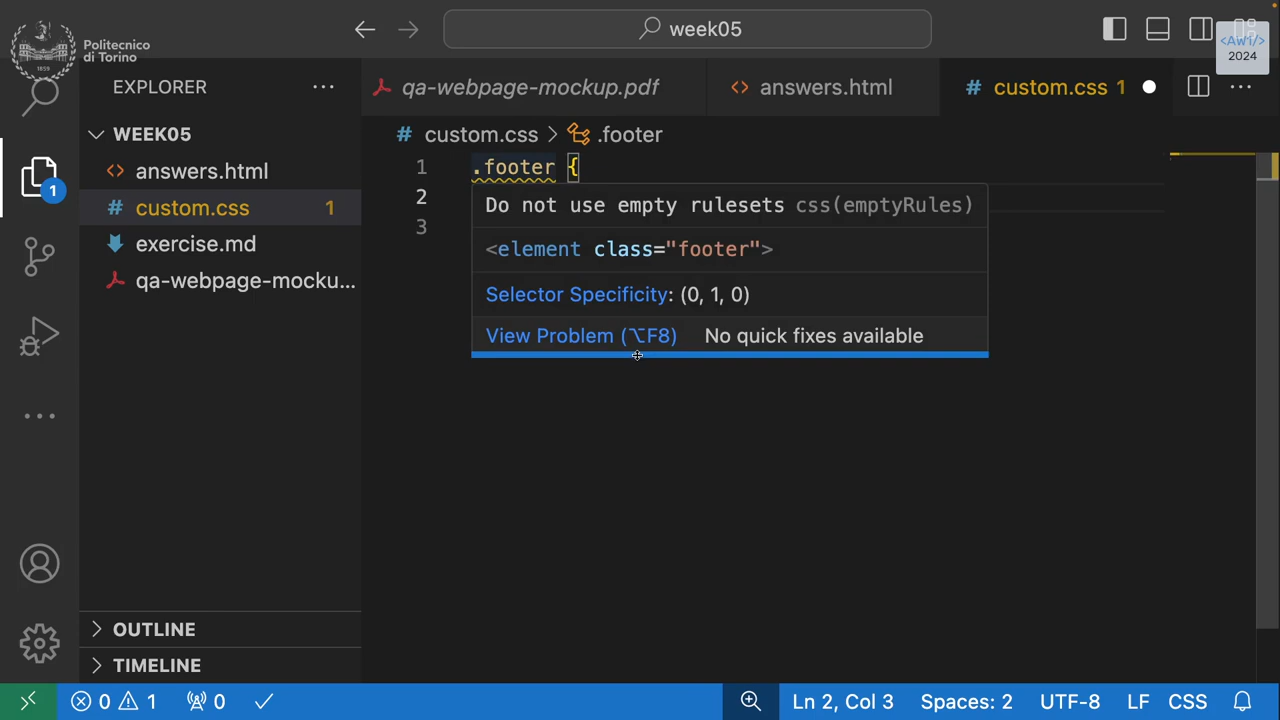 Politecnico
di Torino
1859
week05
<AW1/>
2024
EXPLORER
qa-webpage-mockup.pdf
answers.html
custom.css 1
WEEK05
custom.css > .footer
answers.html
custom.css 1
exercise.md
qa-webpage-mocku...
1
1 .footer {
2
3
Do not use empty rulesets css(emptyRules)
<element class="footer">
Selector Specificity: (0, 1, 0)
View Problem (⌥F8) No quick fixes available
OUTLINE
TIMELINE
0 1 0
Ln 2, Col 3 Spaces: 2 UTF-8 LF CSS